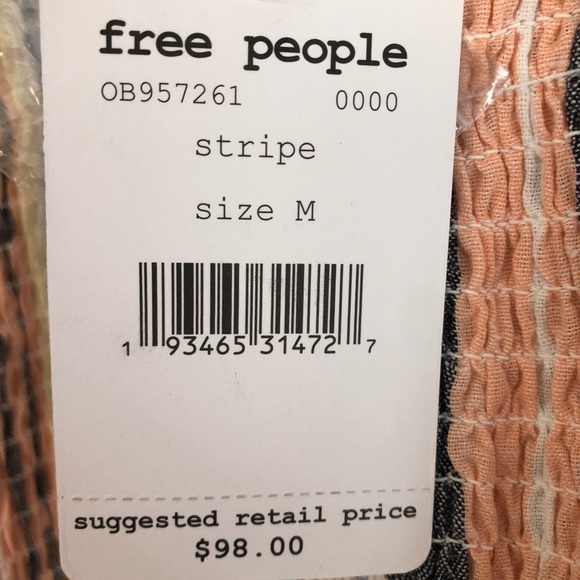 free people
OB957261 0000
stripe
size M
1 93465 31472 7
suggested retail price
$98.00